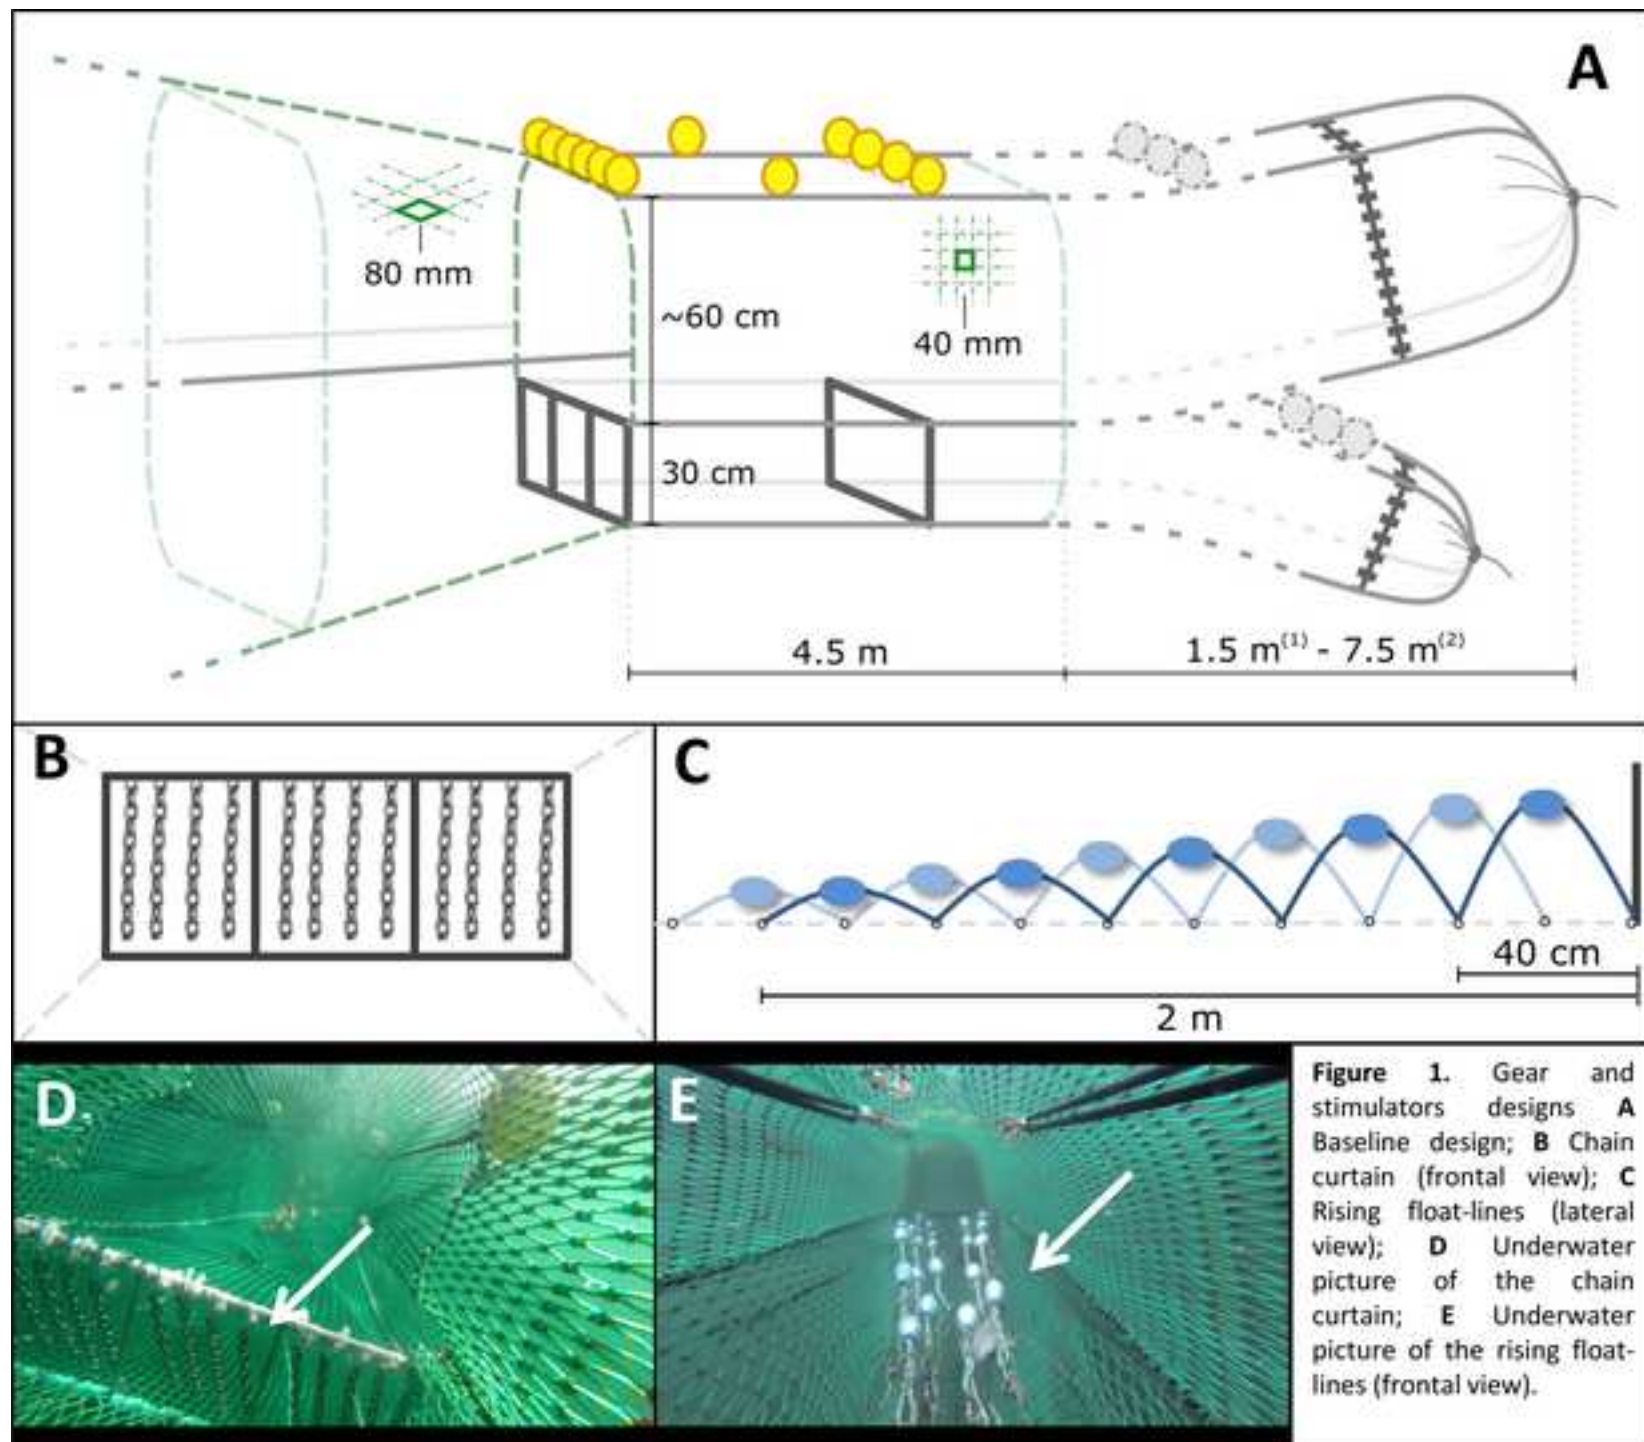 A
80 mm
~60 cm
40 mm
30 cm
4.5 m
1.5 m(1) - 7.5 m(2)
B
C
40 cm
2 m
D
E
Figure 1. Gear and
stimulators designs A
Baseline design; B Chain
curtain (frontal view); C
Rising float-lines (lateral
view); D Underwater
picture of the chain
curtain; E Underwater
picture of the rising float-
lines (frontal view).